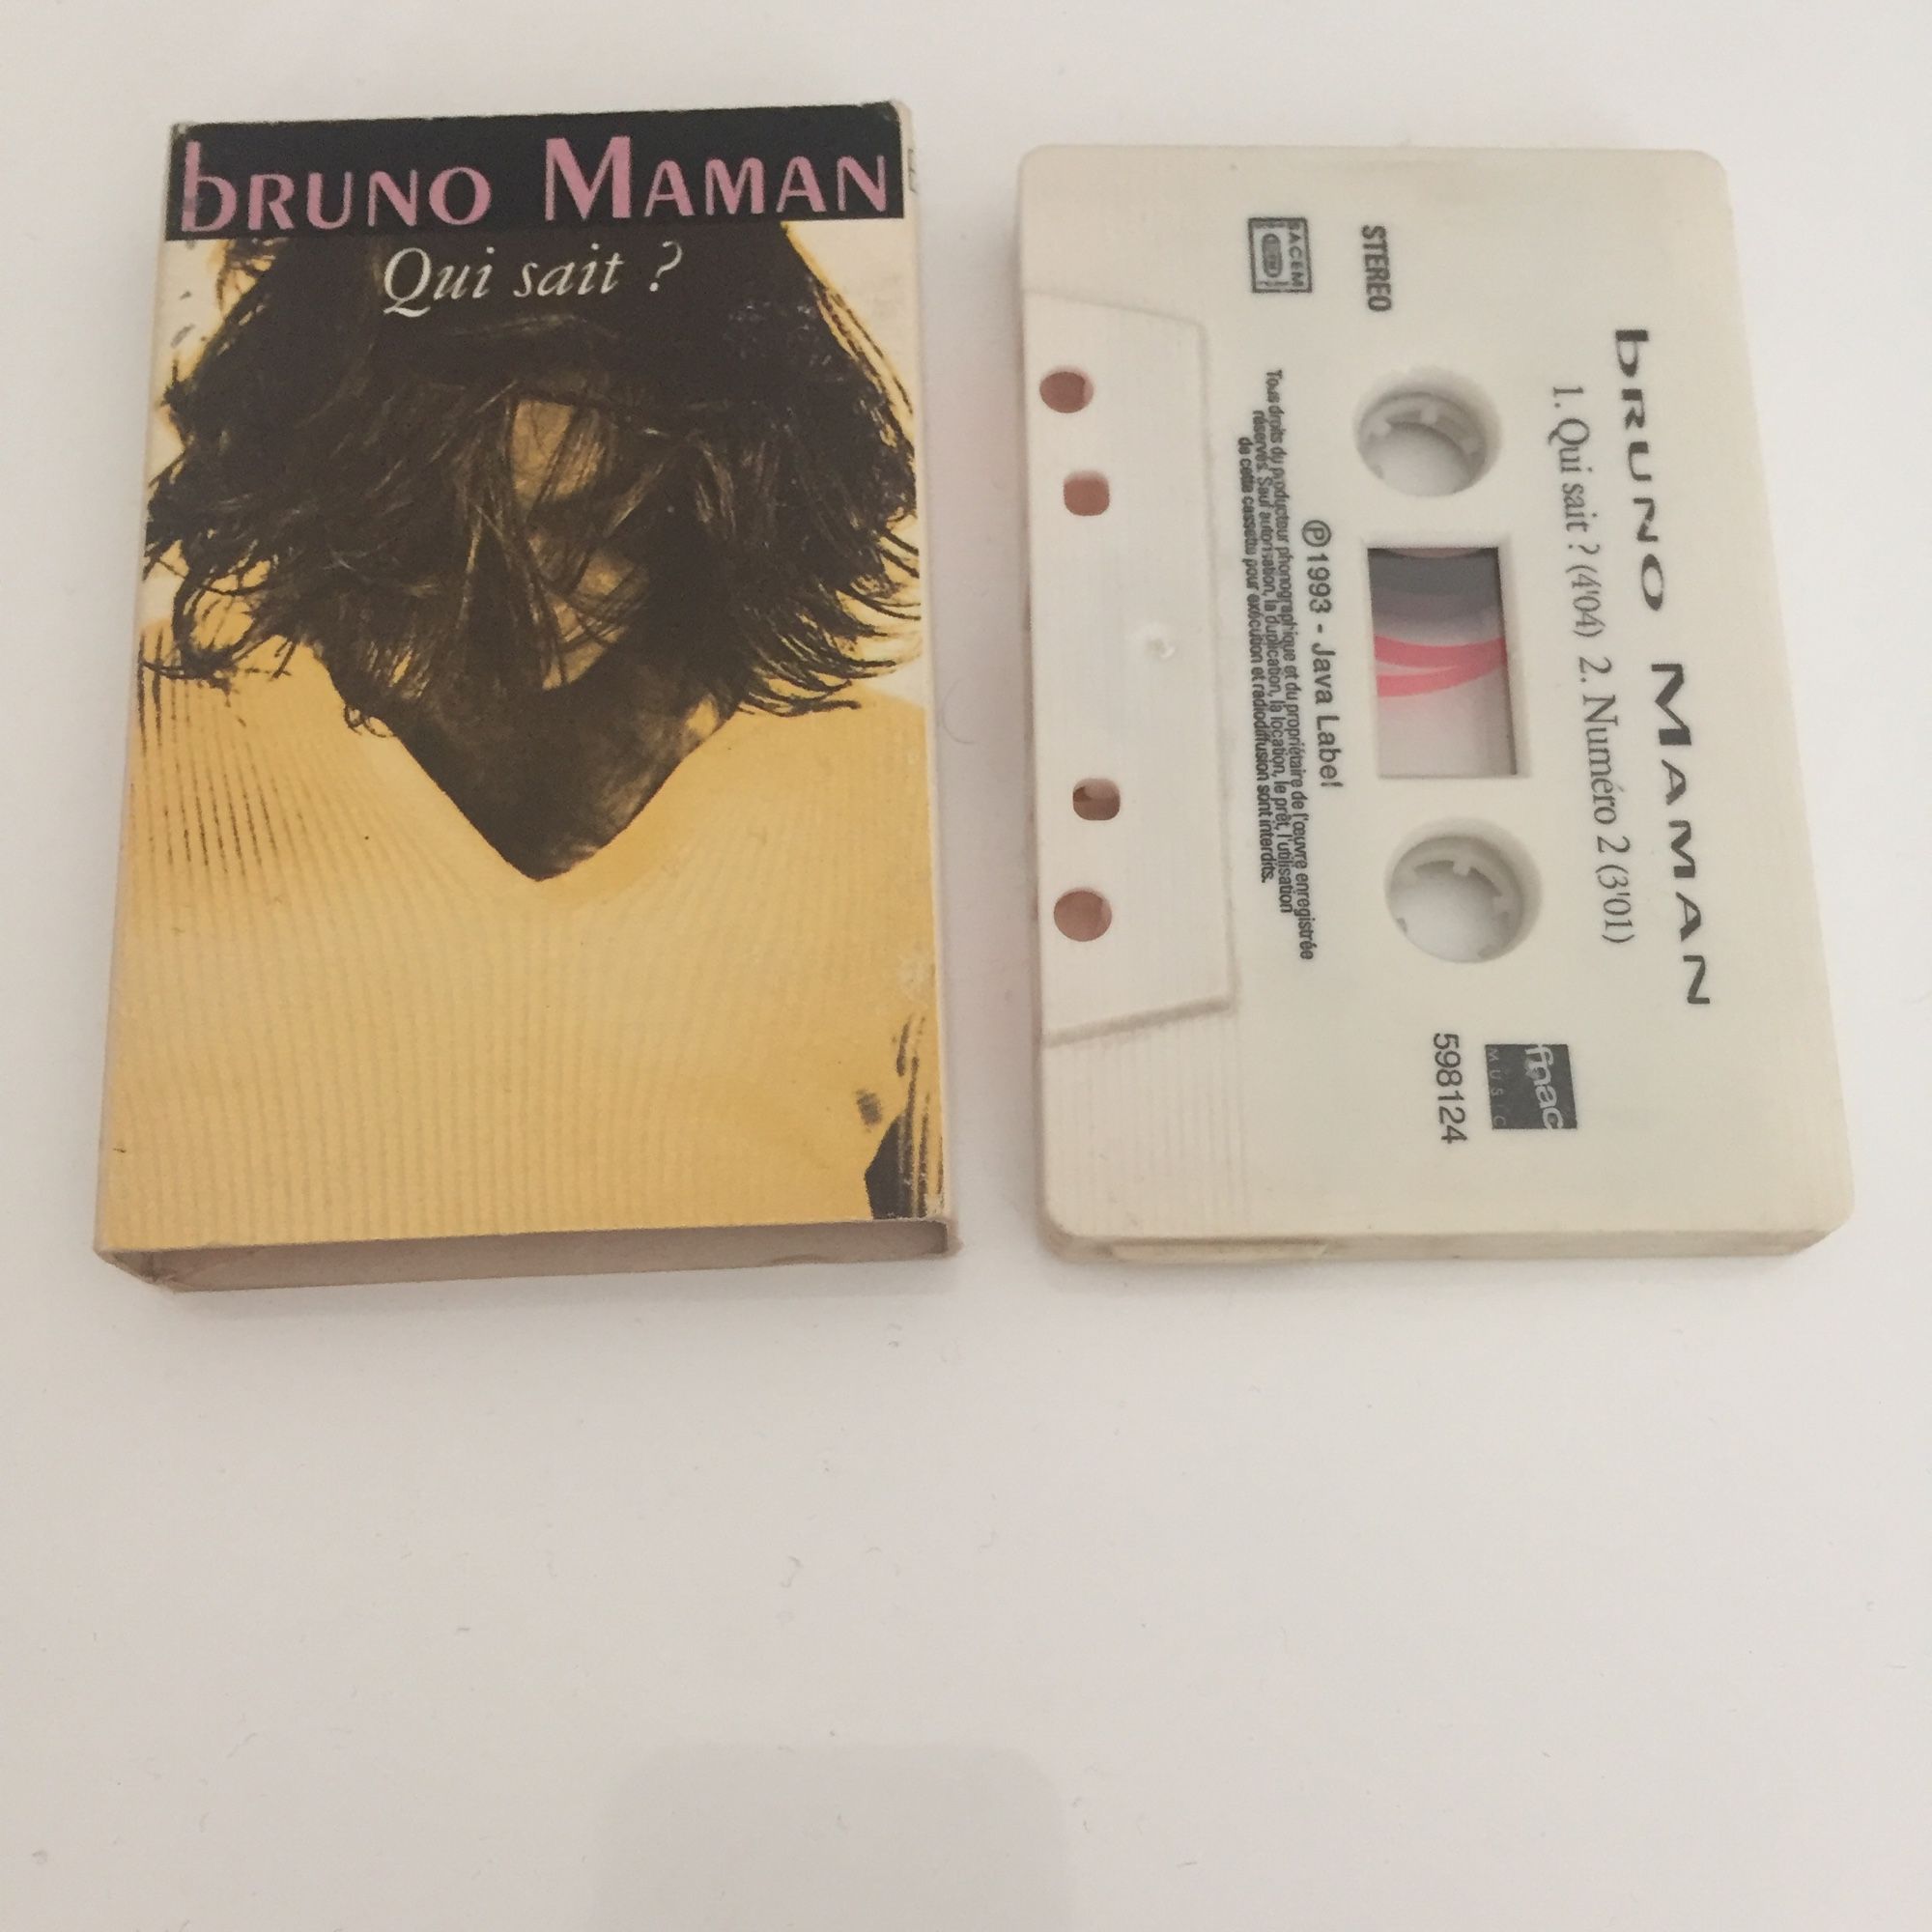 bRUNO MAMAN
Qui sait ?
bRUNO MAMAN
1. Qui sait ? (4'04) 2. Numéro 2 (3'01)
STEREO
SACEM
fnac
MUSIC
598124
℗1993 - Java Label
Tous droits du producteur phonographique et du propriétaire de l'œuvre enregistrée
réservés. Sauf autorisation, la duplication, la location, le prêt, l'utilisation
de cette cassette pour exécution et radiodiffusion sont interdits.